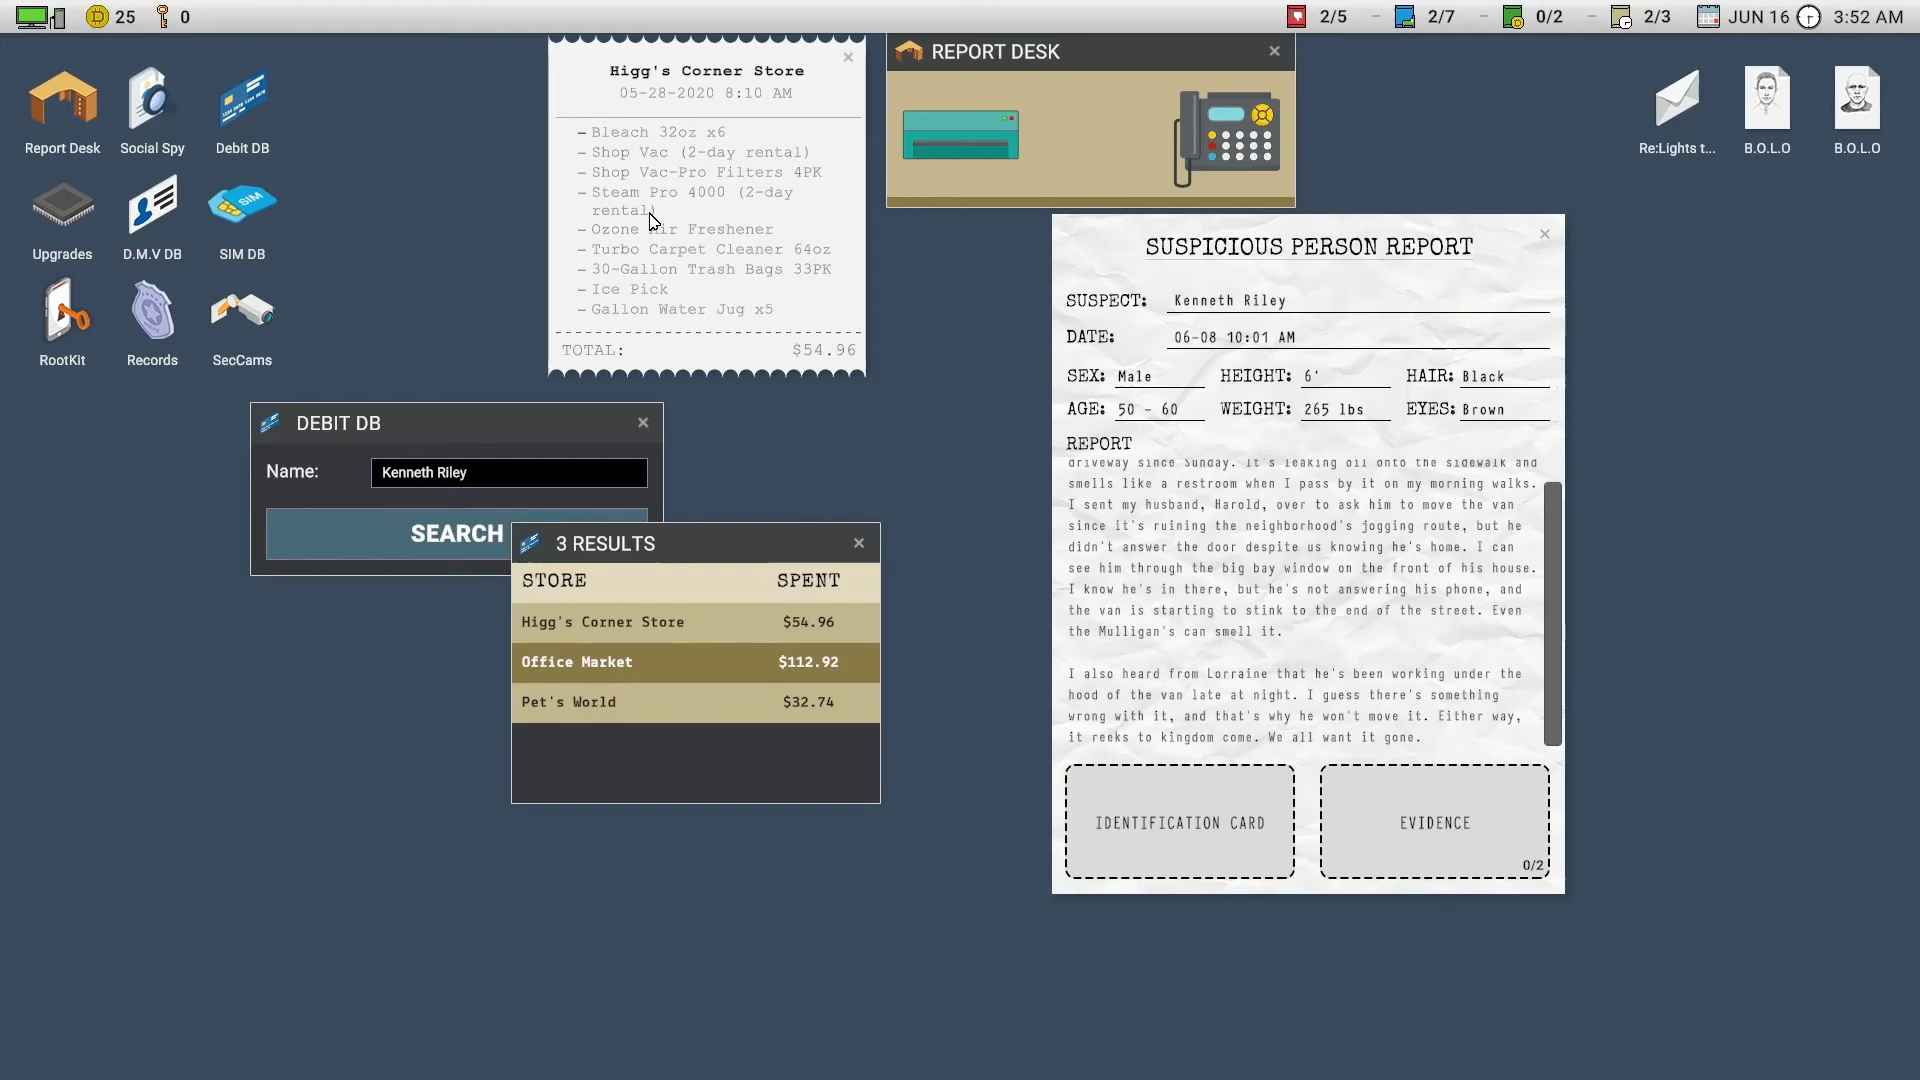 25
0
2/5
2/7
0/2
2/3
JUN 16
3:52 AM
Report Desk
Social Spy
Debit DB
Upgrades
D.M.V DB
SIM DB
RootKit
Records
SecCams
Higg's Corner Store
05-28-2020 8:10 AM
– Bleach 32oz x6
– Shop Vac (2-day rental)
– Shop Vac-Pro Filters 4PK
– Steam Pro 4000 (2-day
rental)
– Ozone Air Freshener
– Turbo Carpet Cleaner 64oz
– 30-Gallon Trash Bags 33PK
– Ice Pick
– Gallon Water Jug x5
TOTAL: $54.96
REPORT DESK
Re:Lights t...
B.O.L.O
B.O.L.O
DEBIT DB
Name: Kenneth Riley
SEARCH
3 RESULTS
STORE SPENT
Higg's Corner Store $54.96
Office Market $112.92
Pet's World $32.74
SUSPICIOUS PERSON REPORT
SUSPECT: Kenneth Riley
DATE: 06-08 10:01 AM
SEX: Male HEIGHT: 6' HAIR: Black
AGE: 50 - 60 WEIGHT: 265 lbs EYES: Brown
REPORT
driveway since Sunday. It's leaking oil onto the sidewalk and
smells like a restroom when I pass by it on my morning walks.
I sent my husband, Harold, over to ask him to move the van
since it's ruining the neighborhood's jogging route, but he
didn't answer the door despite us knowing he's home. I can
see him through the big bay window on the front of his house.
I know he's in there, but he's not answering his phone, and
the van is starting to stink to the end of the street. Even
the Mulligan's can smell it.
I also heard from Lorraine that he's been working under the
hood of the van late at night. I guess there's something
wrong with it, and that's why he won't move it. Either way,
it reeks to kingdom come. We all want it gone.
IDENTIFICATION CARD
EVIDENCE
0/2